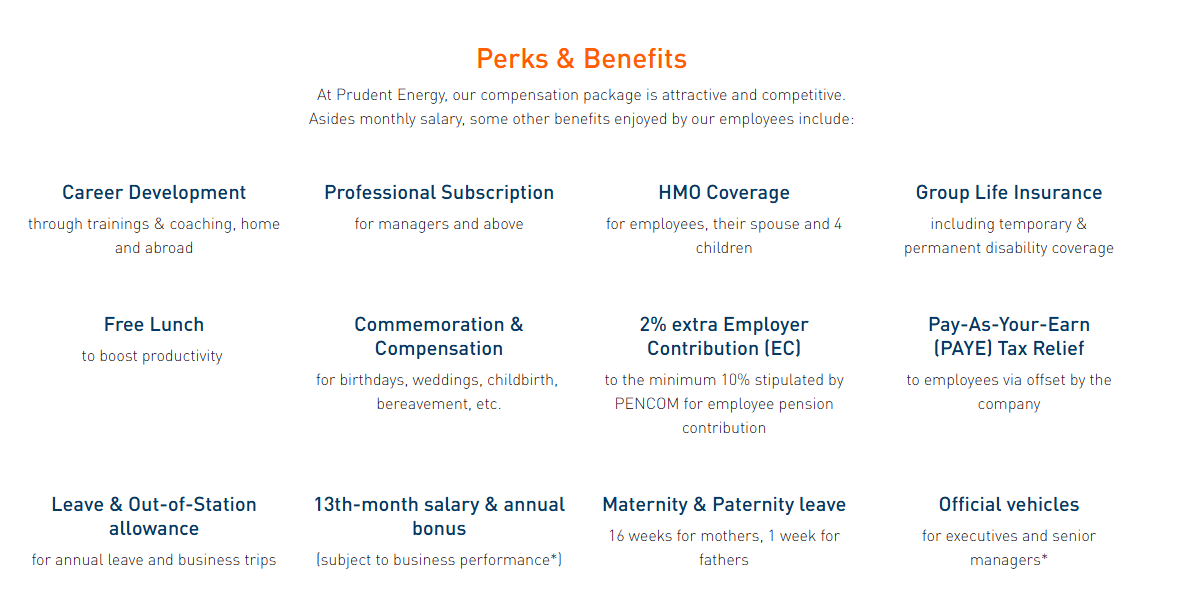 Perks & Benefits
At Prudent Energy, our compensation package is attractive and competitive.
Asides monthly salary, some other benefits enjoyed by our employees include:
Career Development
through trainings & coaching, home
and abroad
Professional Subscription
for managers and above
HMO Coverage
for employees, their spouse and 4
children
Group Life Insurance
including temporary &
permanent disability coverage
Free Lunch
to boost productivity
Commemoration &
Compensation
for birthdays, weddings, childbirth,
bereavement, etc.
2% extra Employer
Contribution (EC)
to the minimum 10% stipulated by
PENCOM for employee pension
contribution
Pay-As-Your-Earn
(PAYE) Tax Relief
to employees via offset by the
company
Leave & Out-of-Station
allowance
for annual leave and business trips
13th-month salary & annual
bonus
(subject to business performance*)
Maternity & Paternity leave
16 weeks for mothers, 1 week for
fathers
Official vehicles
for executives and senior
managers*